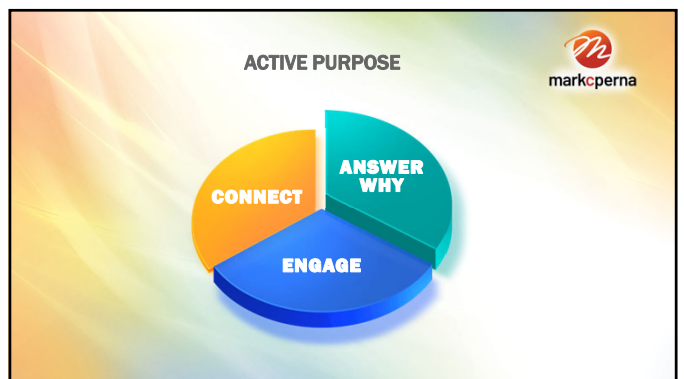 ACTIVE PURPOSE
markcperna
ANSWER
WHY
CONNECT
ENGAGE